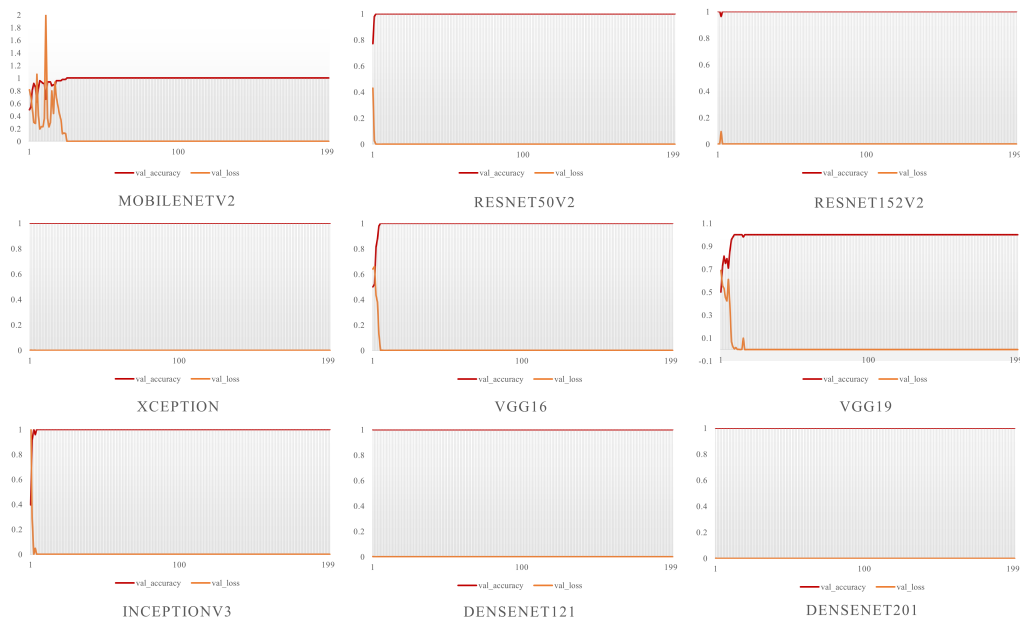 2
1.8
1.6
1.4
1.2
1
0.8
0.6
0.4
0.2
0
1 100 199
val_accuracy val_loss
MOBILENETV2
1
0.8
0.6
0.4
0.2
0
1 100 199
val_accuracy val_loss
RESNET50V2
1
0.8
0.6
0.4
0.2
0
1 100 199
val_accuracy val_loss
RESNET152V2
1
0.8
0.6
0.4
0.2
0
1 100 199
val_accuracy val_loss
XCEPTION
1
0.8
0.6
0.4
0.2
0
1 100 199
val_accuracy val_loss
VGG16
1.1
0.9
0.7
0.5
0.3
0.1
-0.1
1 100 199
val_accuracy val_loss
VGG19
1
0.8
0.6
0.4
0.2
0
1 100 199
val_accuracy val_loss
INCEPTIONV3
1
0.8
0.6
0.4
0.2
0
1 100 199
val_accuracy val_loss
DENSENET121
1
0.8
0.6
0.4
0.2
0
1 100 199
val_accuracy val_loss
DENSENET201